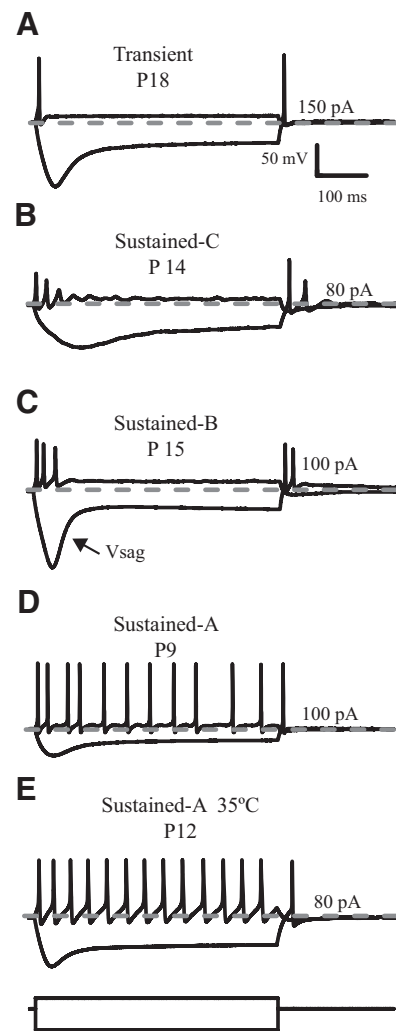 A
Transient
P18
150 pA
50 mV
100 ms
B
Sustained-C
P 14
80 pA
C
Sustained-B
P 15
100 pA
Vsag
D
Sustained-A
P9
100 pA
E
Sustained-A 35ºC
P12
80 pA